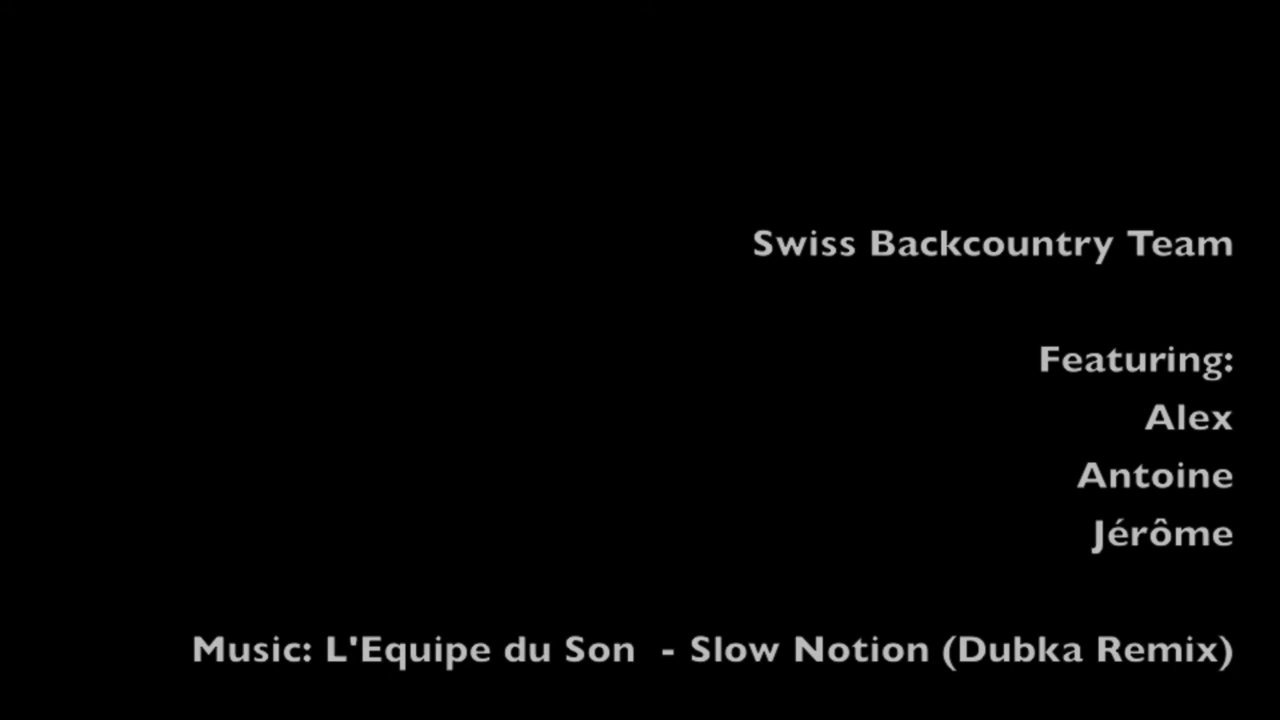 Swiss Backcountry Team
Featuring:
Alex
Antoine
Jérôme
Music: L'Equipe du Son - Slow Notion (Dubka Remix)